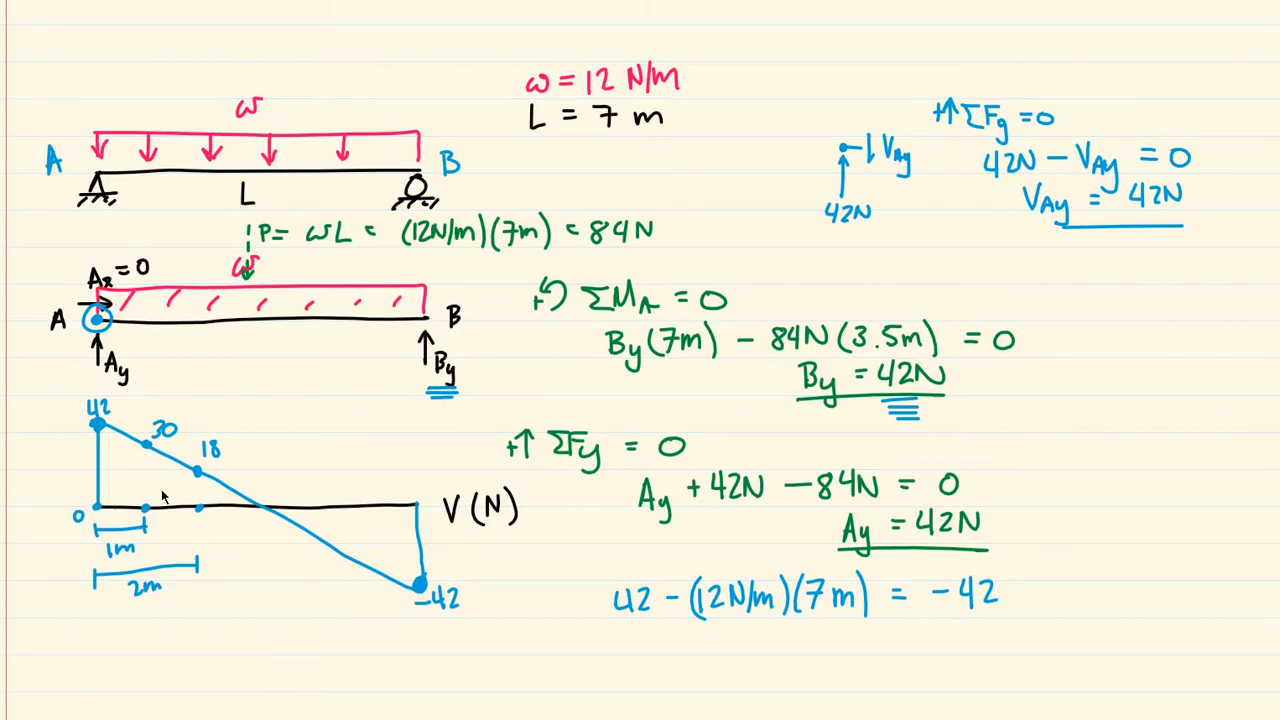 ω
ω = 12 N/m
L = 7 m
A
B
L
P= ωL = (12N/m)(7m) = 84N
ω
Ax = 0
A
B
Ay
By
+↑ ΣFy = 0
VAy
42N
42N − VAy = 0
VAy = 42N
+ ΣMA = 0
By(7m) − 84N(3.5m) = 0
By = 42N
+↑ ΣFy = 0
Ay + 42N − 84N = 0
Ay = 42N
42 − (12N/m)(7m) = −42
42
30
18
0
V(N)
1m
2m
−42